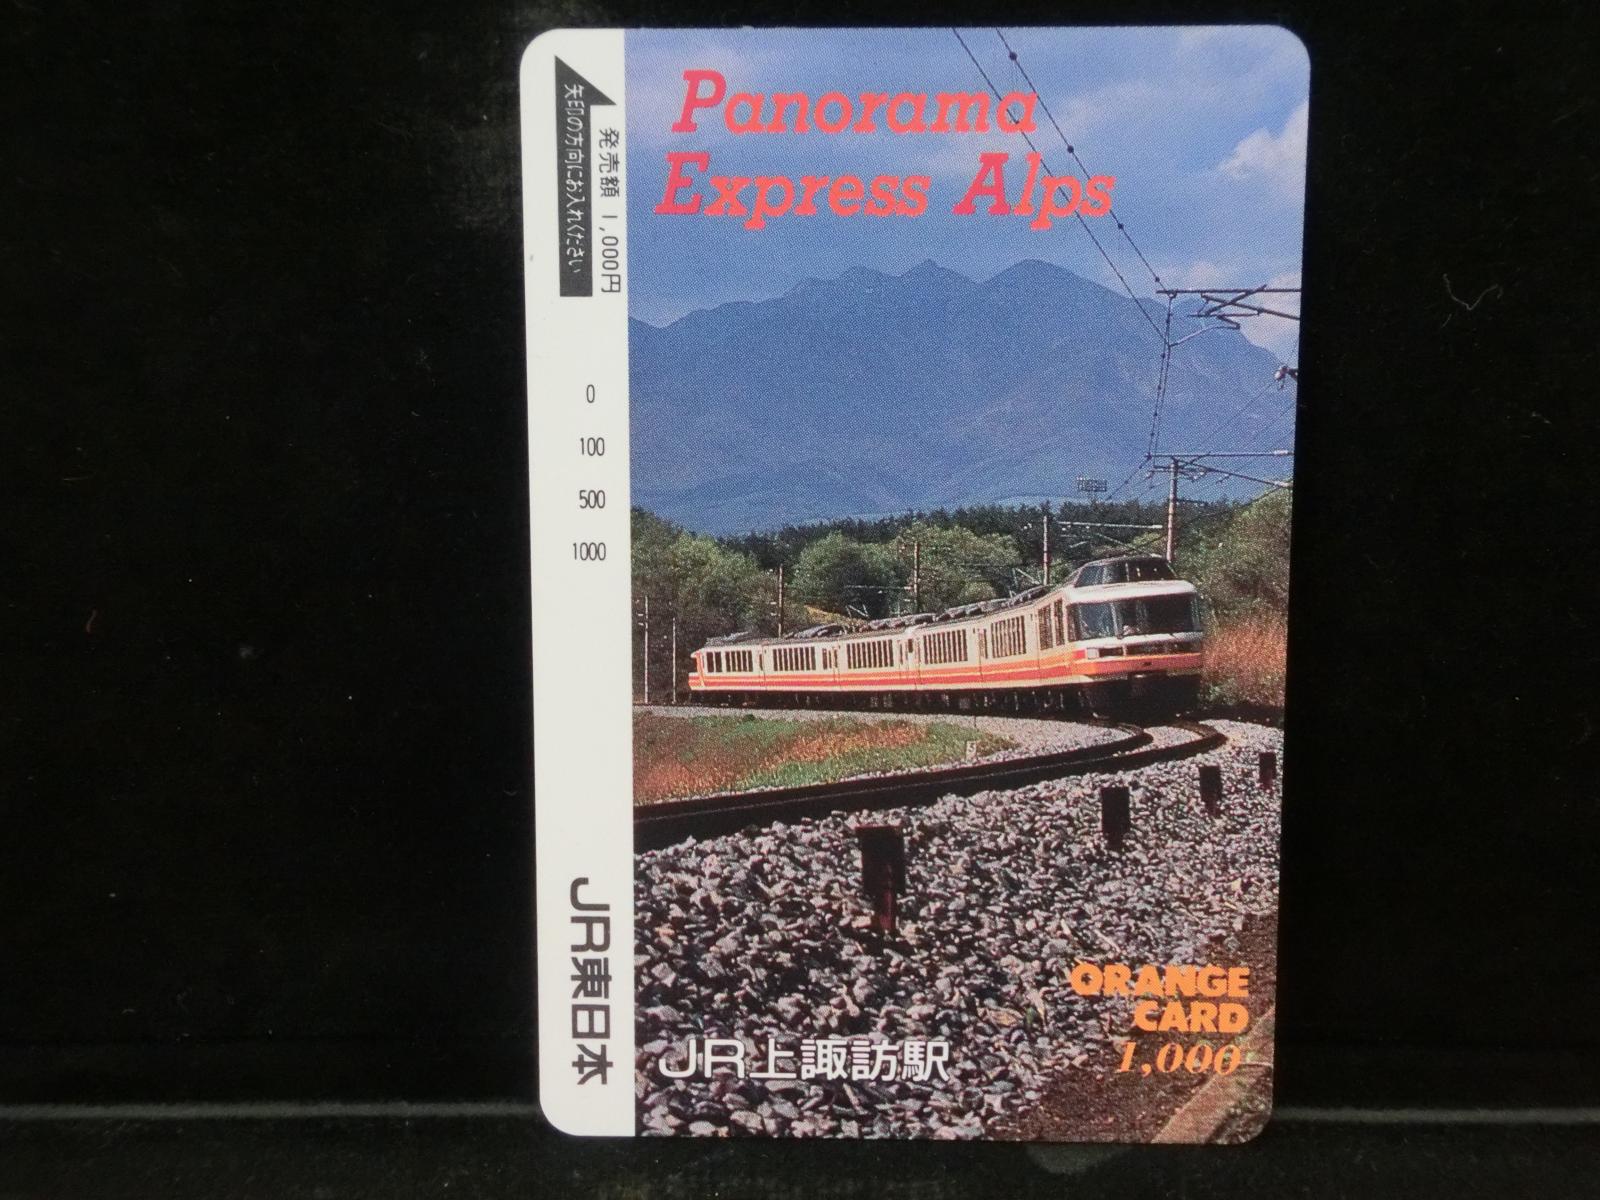 Panorama
Express Alps
矢印の方向にお入れください
発売額 1,000円
0
100
500
1000
JR東日本
ORANGE
CARD
1,000
JR上諏訪駅